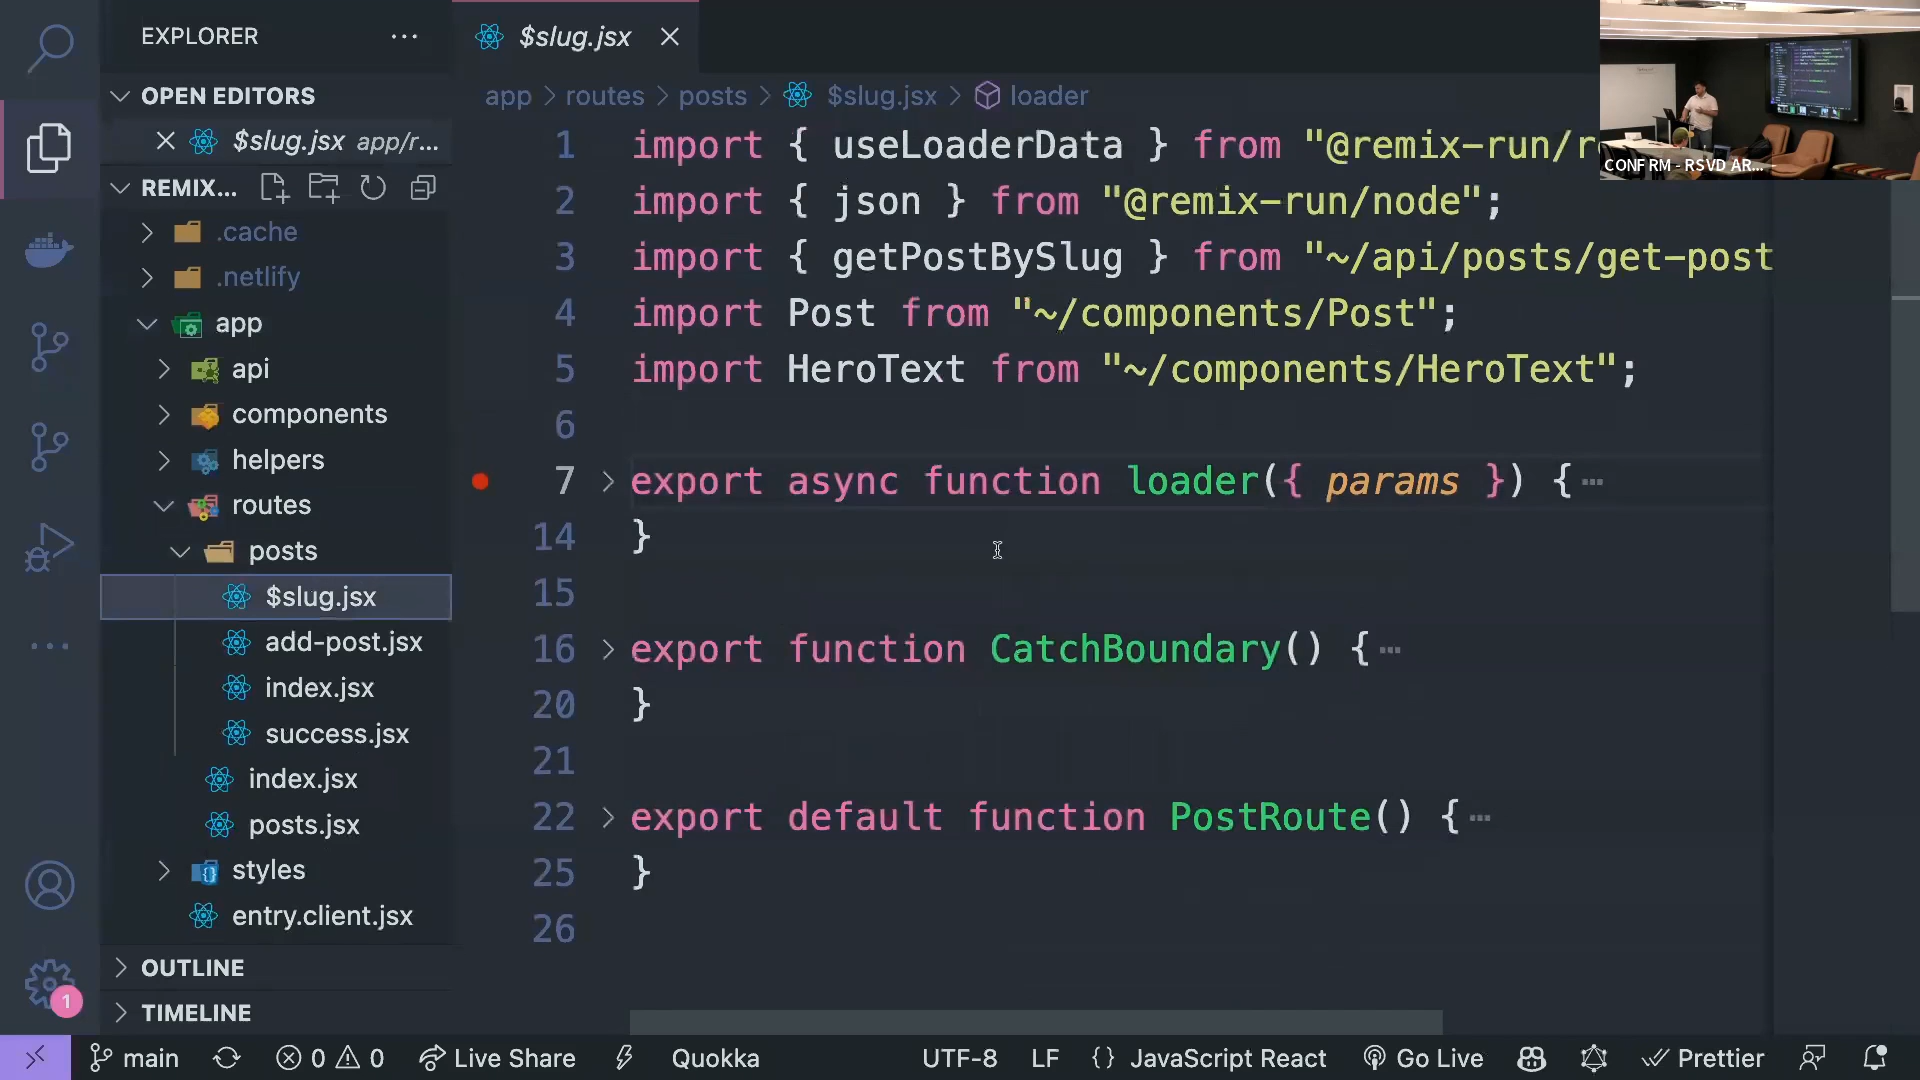 EXPLORER
OPEN EDITORS
$slug.jsx app/r...
REMIX...
.cache
.netlify
app
api
components
helpers
routes
posts
$slug.jsx
add-post.jsx
index.jsx
success.jsx
index.jsx
posts.jsx
styles
entry.client.jsx
OUTLINE
TIMELINE
1
$slug.jsx
app > routes > posts > $slug.jsx > loader
1 import { useLoaderData } from "@remix-run/r
2 import { json } from "@remix-run/node";
3 import { getPostBySlug } from "~/api/posts/get-post
4 import Post from "~/components/Post";
5 import HeroText from "~/components/HeroText";
6
7 export async function loader({ params }) {
14 }
15
16 export function CatchBoundary() {
20 }
21
22 export default function PostRoute() {
25 }
26
CONFRM - RSVD AR...
main 0 0 Live Share Quokka UTF-8 LF {} JavaScript React Go Live Prettier